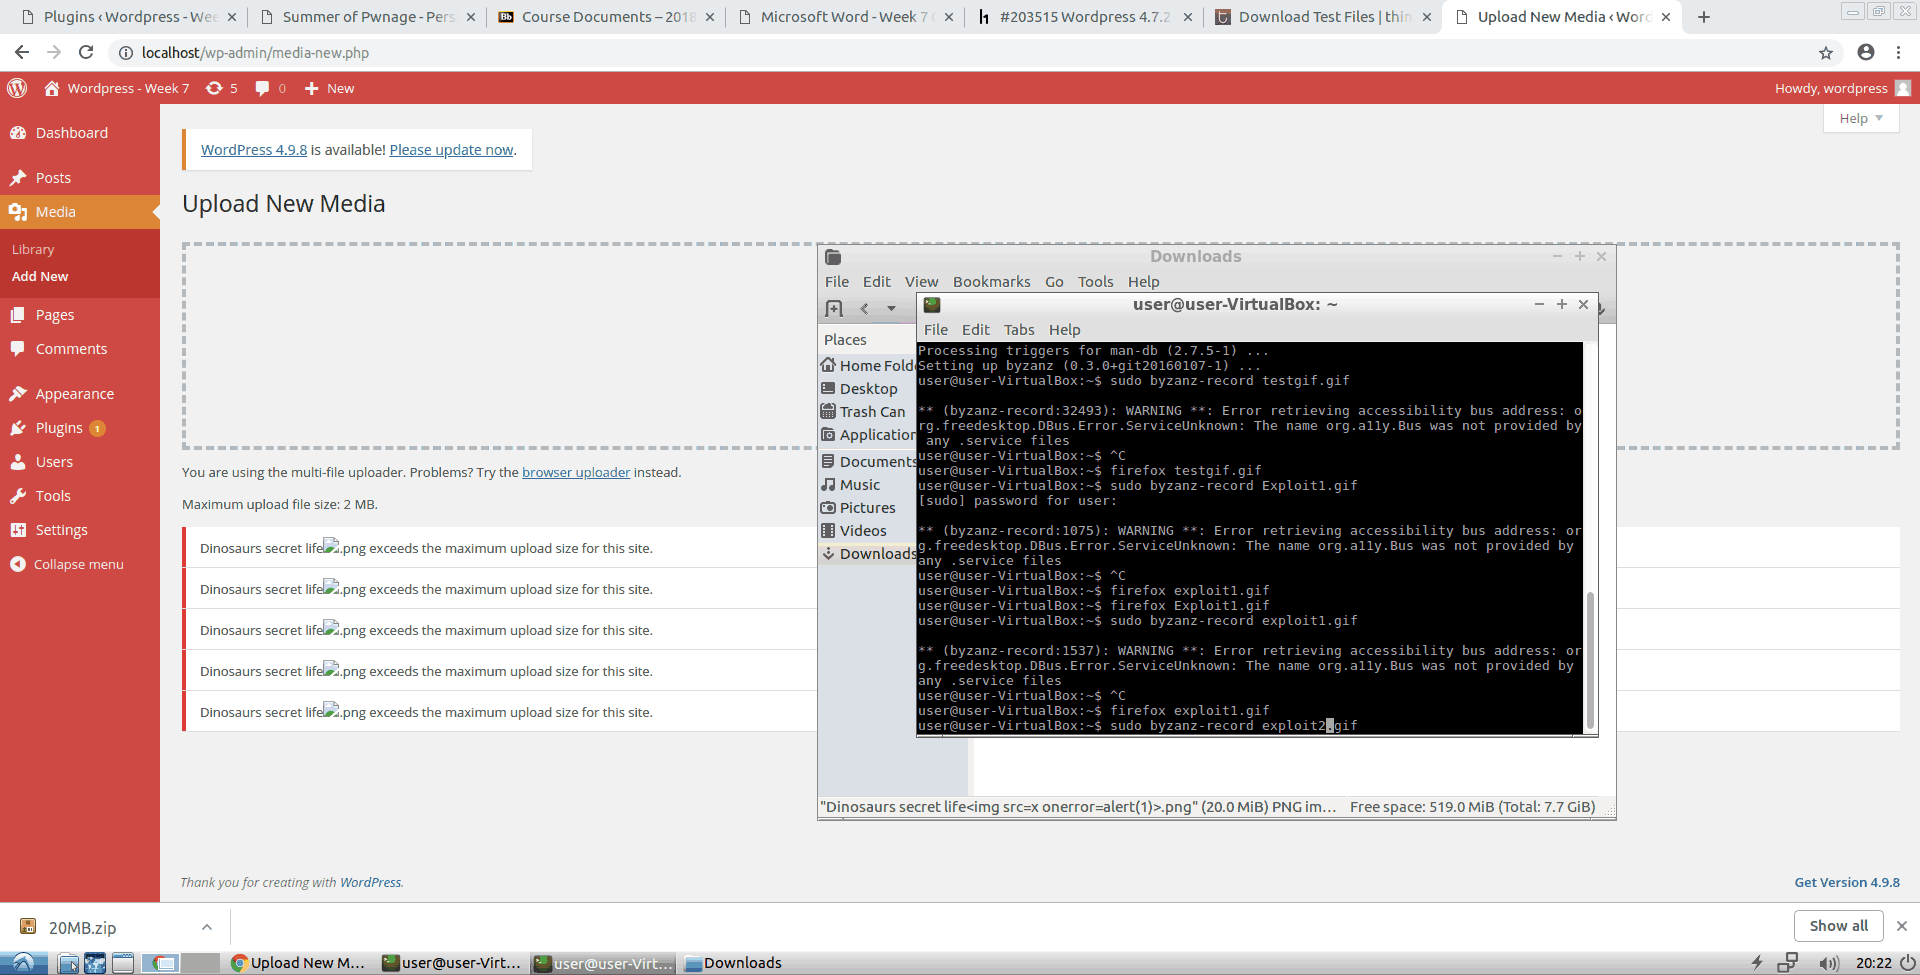 Plugins ‹ Wordpress - Wee
Summer of Pwnage - Pers
Bb Course Documents – 2018
Microsoft Word - Week 7
#203515 Wordpress 4.7.2
Download Test Files | thin
Upload New Media ‹ Word
localhost/wp-admin/media-new.php
Wordpress - Week 7
5
0
New
Howdy, wordpress
Help
Dashboard
Posts
Media
Library
Add New
Pages
Comments
Appearance
Plugins 1
Users
Tools
Settings
Collapse menu
WordPress 4.9.8 is available! Please update now.
Upload New Media
You are using the multi-file uploader. Problems? Try the browser uploader instead.
Maximum upload file size: 2 MB.
Dinosaurs secret life.png exceeds the maximum upload size for this site.
Dinosaurs secret life.png exceeds the maximum upload size for this site.
Dinosaurs secret life.png exceeds the maximum upload size for this site.
Dinosaurs secret life.png exceeds the maximum upload size for this site.
Dinosaurs secret life.png exceeds the maximum upload size for this site.
Downloads
File Edit View Bookmarks Go Tools Help
Places
Home Folde
Desktop
Trash Can
Application
Documents
Music
Pictures
Videos
Downloads
user@user-VirtualBox: ~
File Edit Tabs Help
Processing triggers for man-db (2.7.5-1) ...
Setting up byzanz (0.3.0+git20160107-1) ...
user@user-VirtualBox:~$ sudo byzanz-record testgif.gif
** (byzanz-record:32493): WARNING **: Error retrieving accessibility bus address: o
rg.freedesktop.DBus.Error.ServiceUnknown: The name org.a11y.Bus was not provided by
any .service files
user@user-VirtualBox:~$ ^C
user@user-VirtualBox:~$ firefox testgif.gif
user@user-VirtualBox:~$ sudo byzanz-record Exploit1.gif
[sudo] password for user:
** (byzanz-record:1075): WARNING **: Error retrieving accessibility bus address: or
g.freedesktop.DBus.Error.ServiceUnknown: The name org.a11y.Bus was not provided by
any .service files
user@user-VirtualBox:~$ ^C
user@user-VirtualBox:~$ firefox exploit1.gif
user@user-VirtualBox:~$ firefox Exploit1.gif
user@user-VirtualBox:~$ sudo byzanz-record exploit1.gif
** (byzanz-record:1537): WARNING **: Error retrieving accessibility bus address: or
g.freedesktop.DBus.Error.ServiceUnknown: The name org.a11y.Bus was not provided by
any .service files
user@user-VirtualBox:~$ ^C
user@user-VirtualBox:~$ firefox exploit1.gif
user@user-VirtualBox:~$ sudo byzanz-record exploit2.gif
"Dinosaurs secret life<img src=x onerror=alert(1)>.png" (20.0 MiB) PNG im... Free space: 519.0 MiB (Total: 7.7 GiB)
Thank you for creating with WordPress.
Get Version 4.9.8
20MB.zip
Show all
Upload New M...
user@user-Virt...
user@user-Virt...
Downloads
20:22